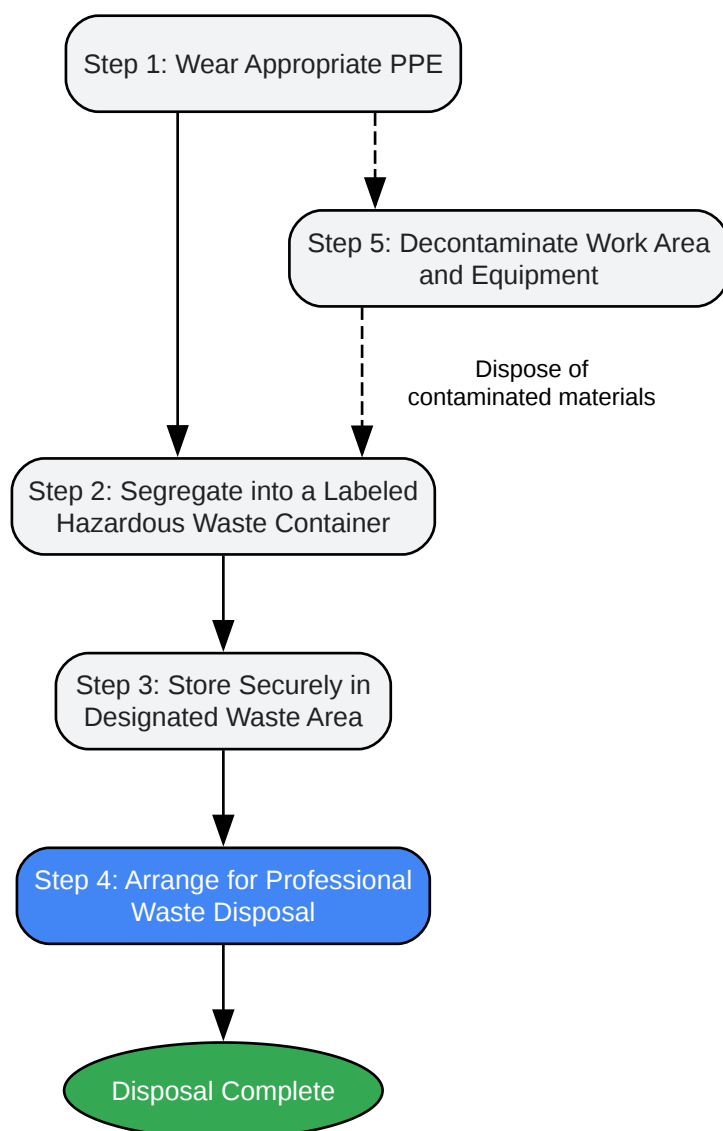 Step 1: Wear Appropriate PPE
Step 5: Decontaminate Work Area
and Equipment
Dispose of
contaminated materials
Step 2: Segregate into a Labeled
Hazardous Waste Container
Step 3: Store Securely in
Designated Waste Area
Step 4: Arrange for Professional
Waste Disposal
Disposal Complete